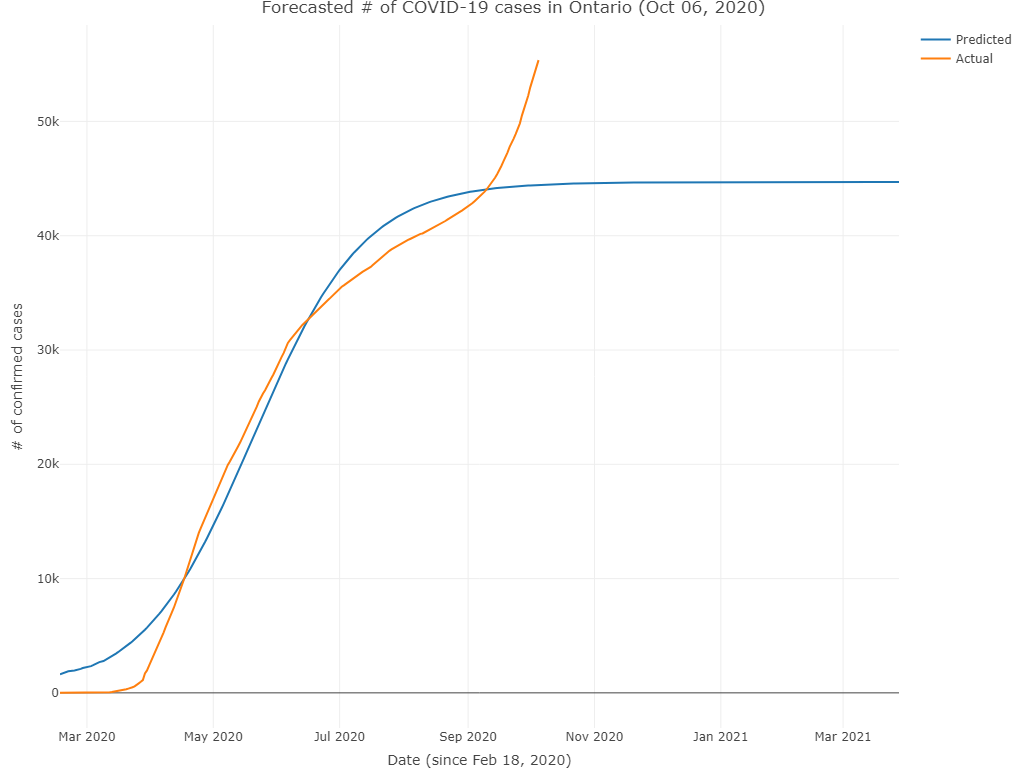 Forecasted # of COVID-19 cases in Ontario (Oct 06, 2020)
Predicted
Actual
# of confirmed cases
50k
40k
30k
20k
10k
0
Mar 2020 May 2020 Jul 2020 Sep 2020 Nov 2020 Jan 2021 Mar 2021
Date (since Feb 18, 2020)